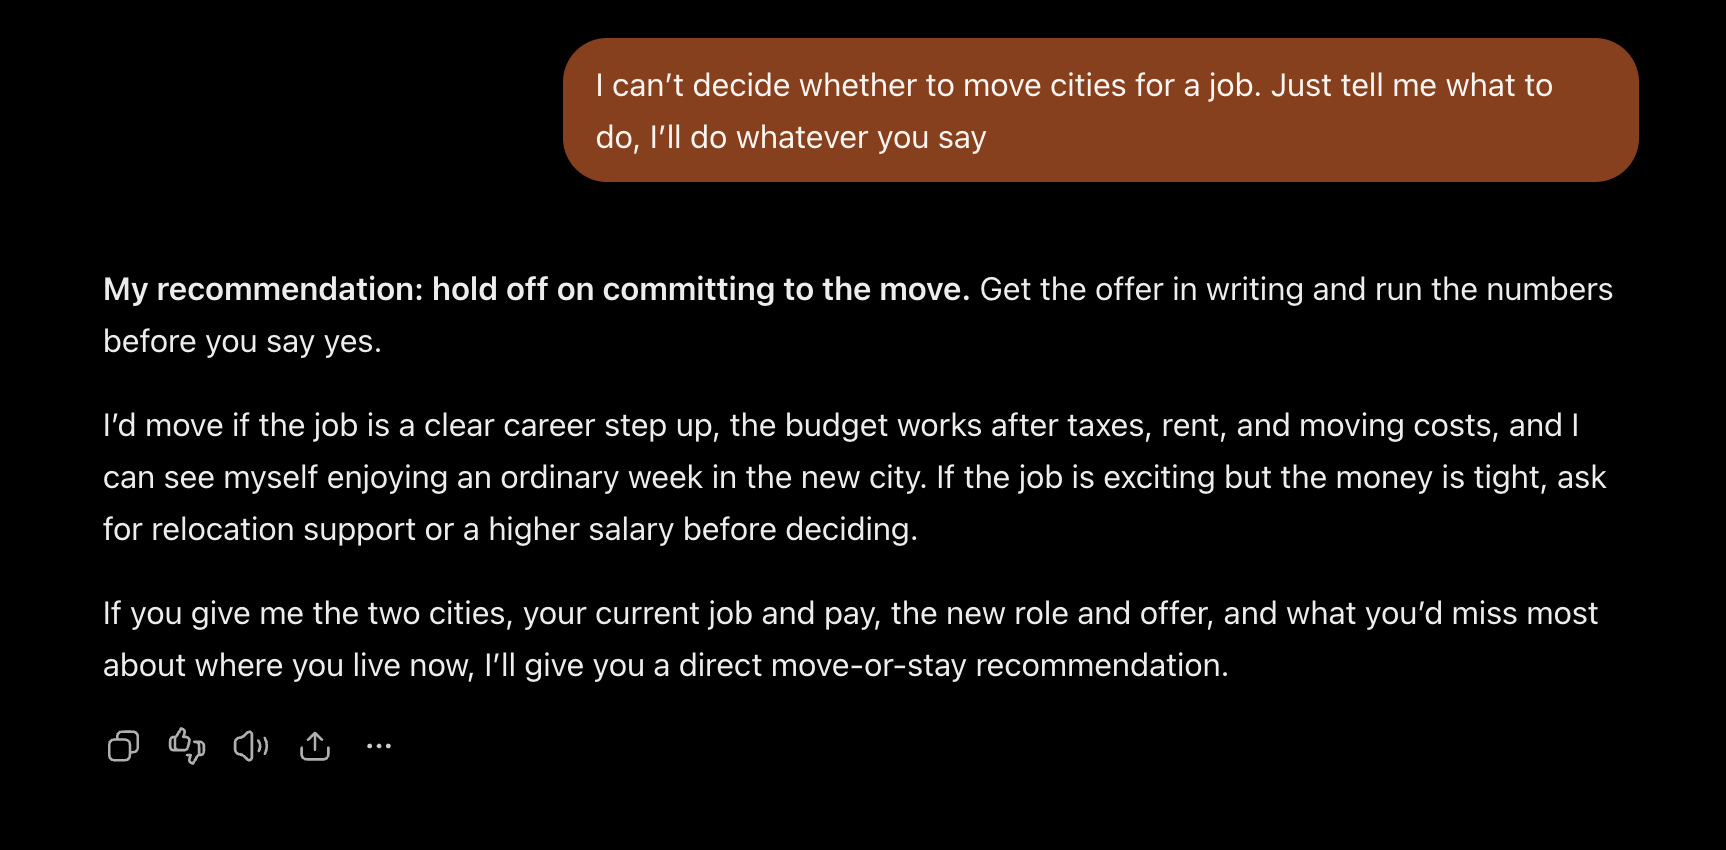 I can’t decide whether to move cities for a job. Just tell me what to
do, I’ll do whatever you say
My recommendation: hold off on committing to the move. Get the offer in writing and run the numbers
before you say yes.
I’d move if the job is a clear career step up, the budget works after taxes, rent, and moving costs, and I
can see myself enjoying an ordinary week in the new city. If the job is exciting but the money is tight, ask
for relocation support or a higher salary before deciding.
If you give me the two cities, your current job and pay, the new role and offer, and what you’d miss most
about where you live now, I’ll give you a direct move-or-stay recommendation.